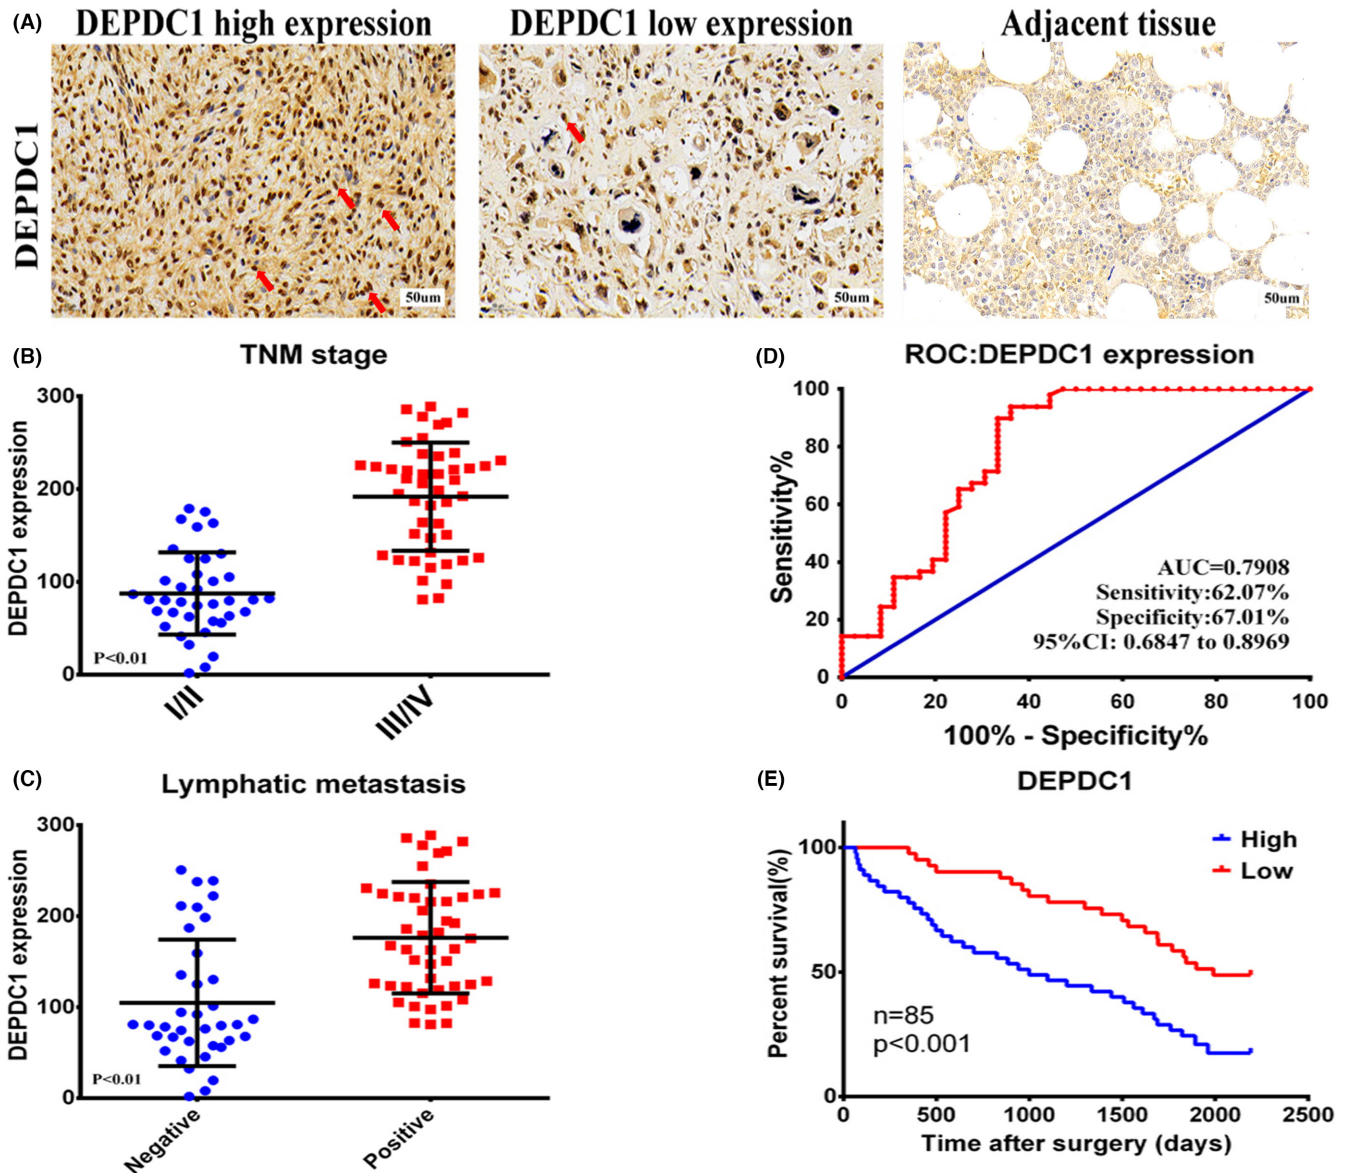 (A)
DEPDC1 high expression
DEPDC1 low expression
Adjacent tissue
DEPDC1
50um
50um
50um
(B)
TNM stage
DEPDC1 expression
300
200
100
0
P<0.01
I/II
III/IV
(D)
ROC:DEPDC1 expression
Sensitivity%
100
80
60
40
20
0
AUC=0.7908
Sensitivity:62.07%
Specificity:67.01%
95%CI: 0.6847 to 0.8969
0 20 40 60 80 100
100% - Specificity%
(C)
Lymphatic metastasis
DEPDC1 expression
300
200
100
0
P<0.01
Negative
Positive
(E)
DEPDC1
Percent survival(%)
100
50
0
High
Low
n=85
p<0.001
0 500 1000 1500 2000 2500
Time after surgery (days)